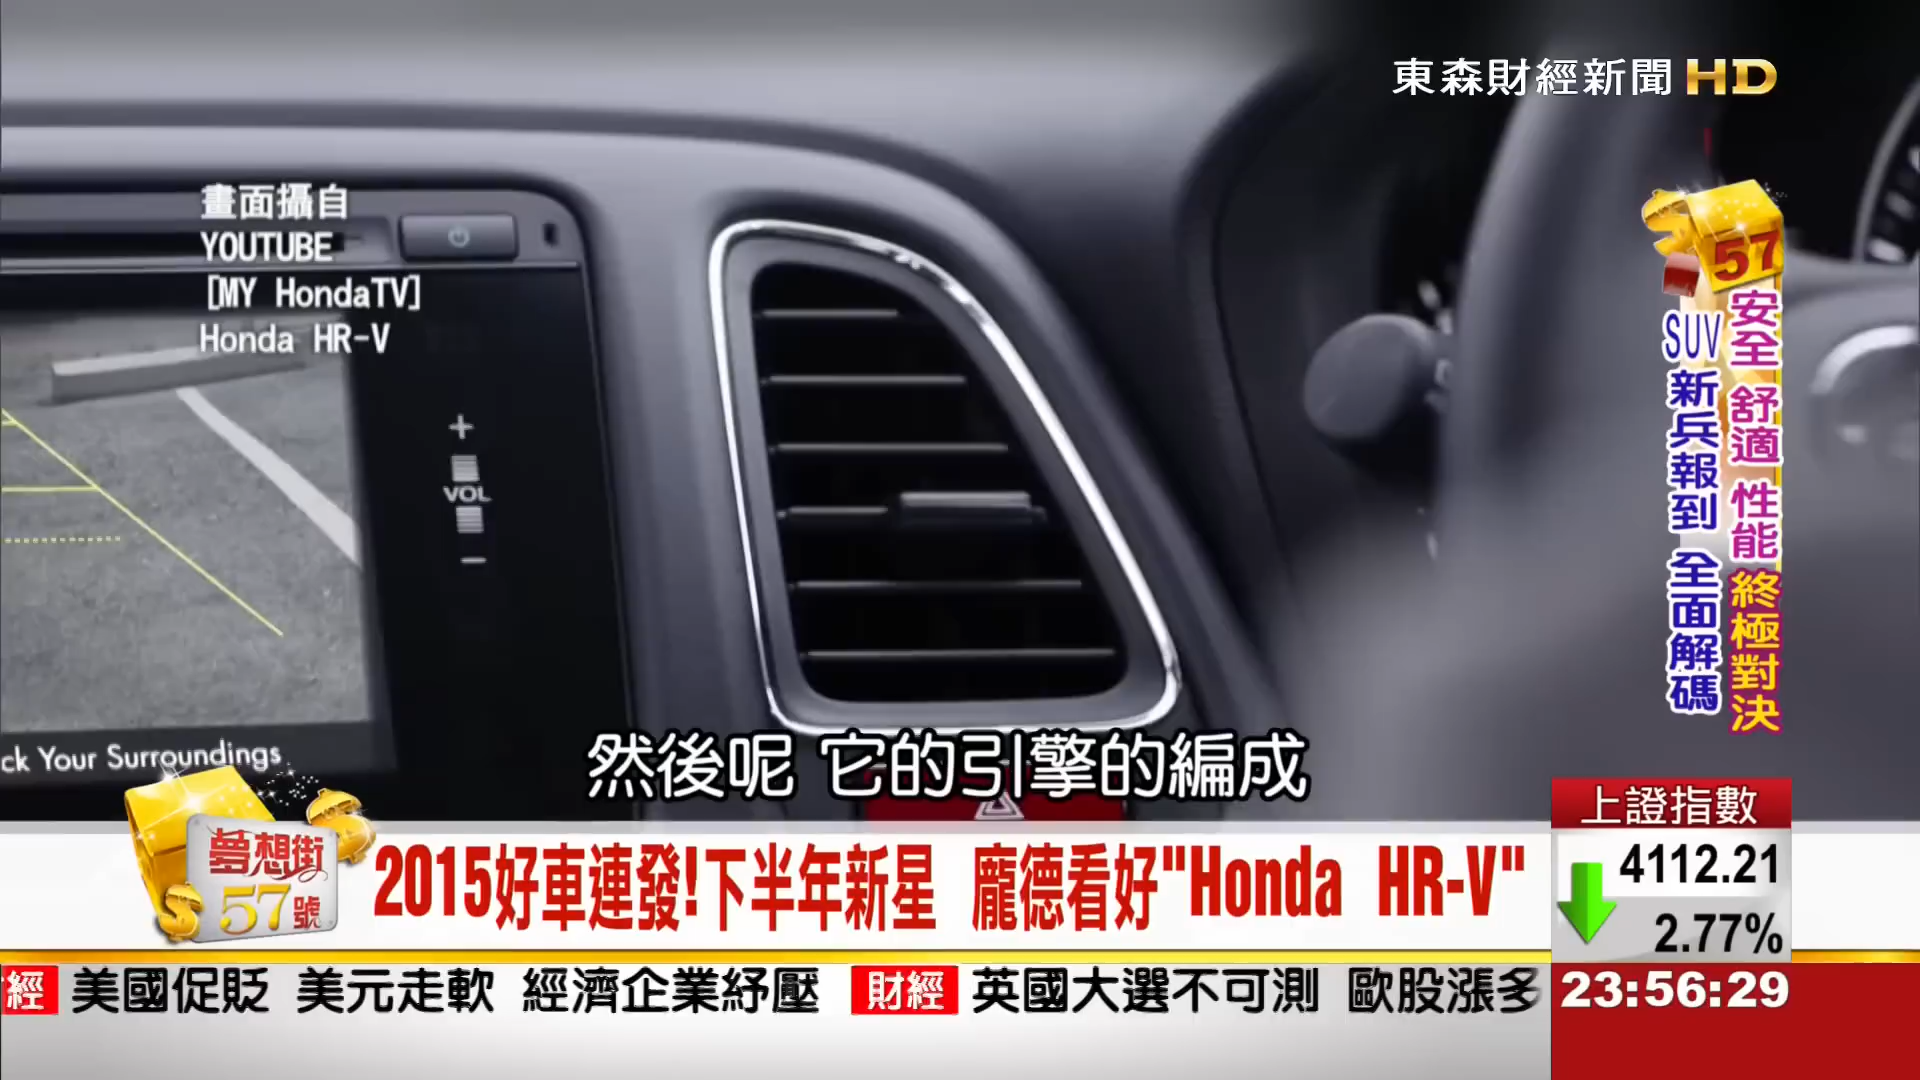 東森財經新聞 HD
畫面攝自
YOUTUBE
[MY HondaTV]
Honda HR-V
57
安全 舒適 性能 終極對決
SUV 新兵報到 全面解碼
+
VOL
−
ck Your Surroundings
然後呢 它的引擎的編成
夢想街
57號
2015好車連發!下半年新星 龐德看好"Honda HR-V"
上證指數
4112.21
2.77%
經 美國促貶 美元走軟 經濟企業紓壓 財經 英國大選不可測 歐股漲多
23:56:29